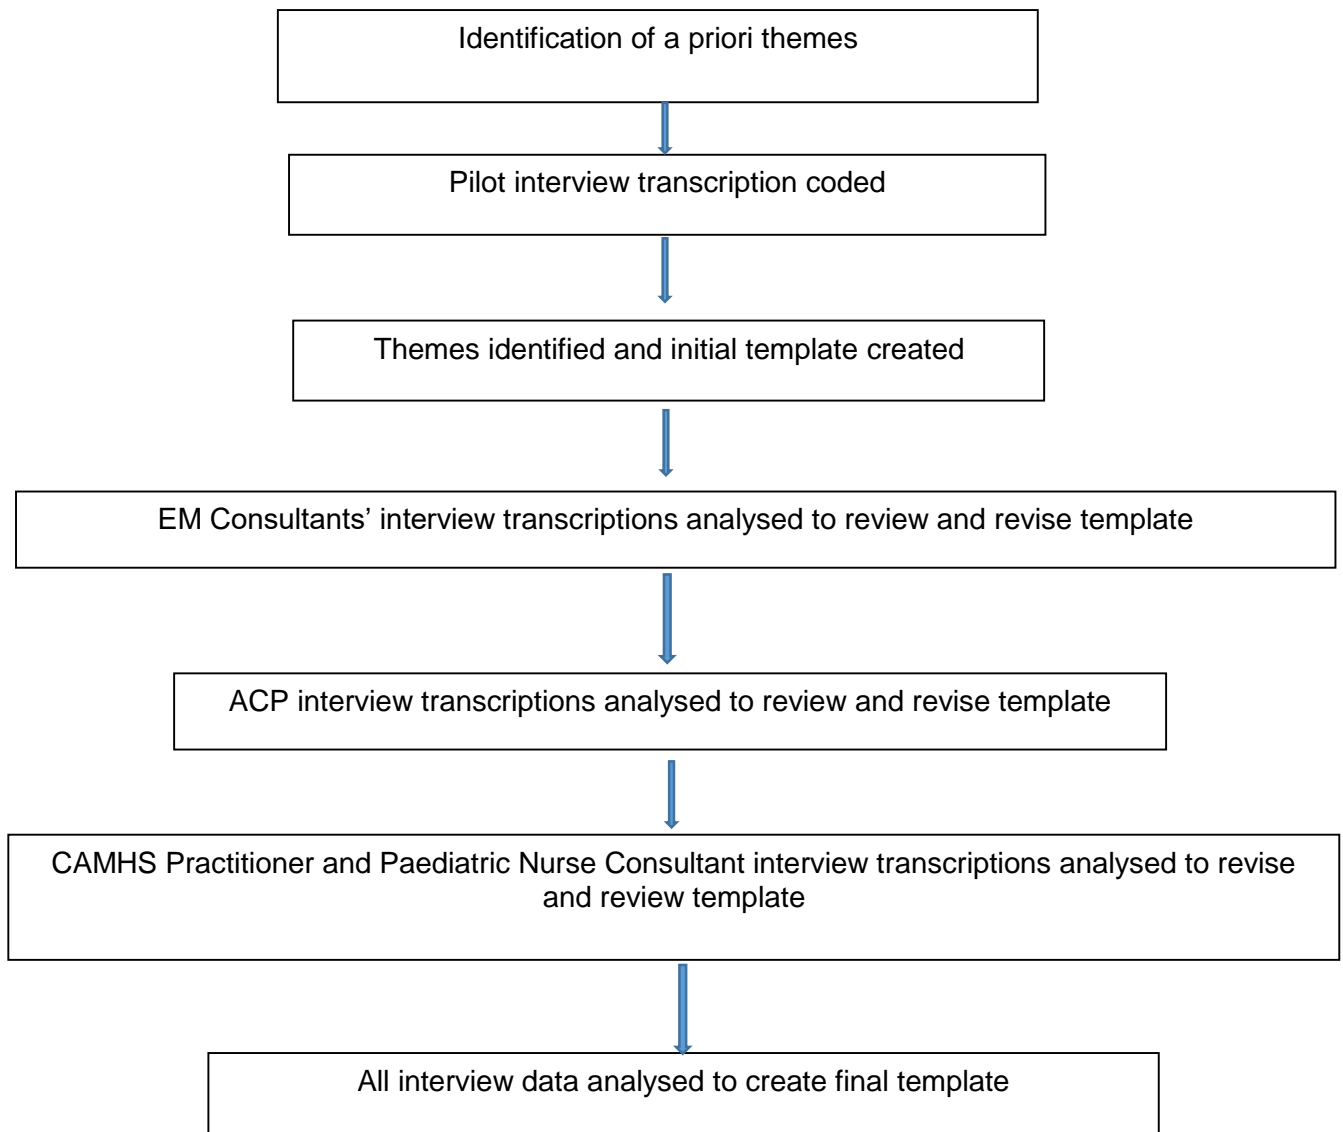 Identification of a priori themes
Pilot interview transcription coded
Themes identified and initial template created
EM Consultants’ interview transcriptions analysed to review and revise template
ACP interview transcriptions analysed to review and revise template
CAMHS Practitioner and Paediatric Nurse Consultant interview transcriptions analysed to revise
and review template
All interview data analysed to create final template